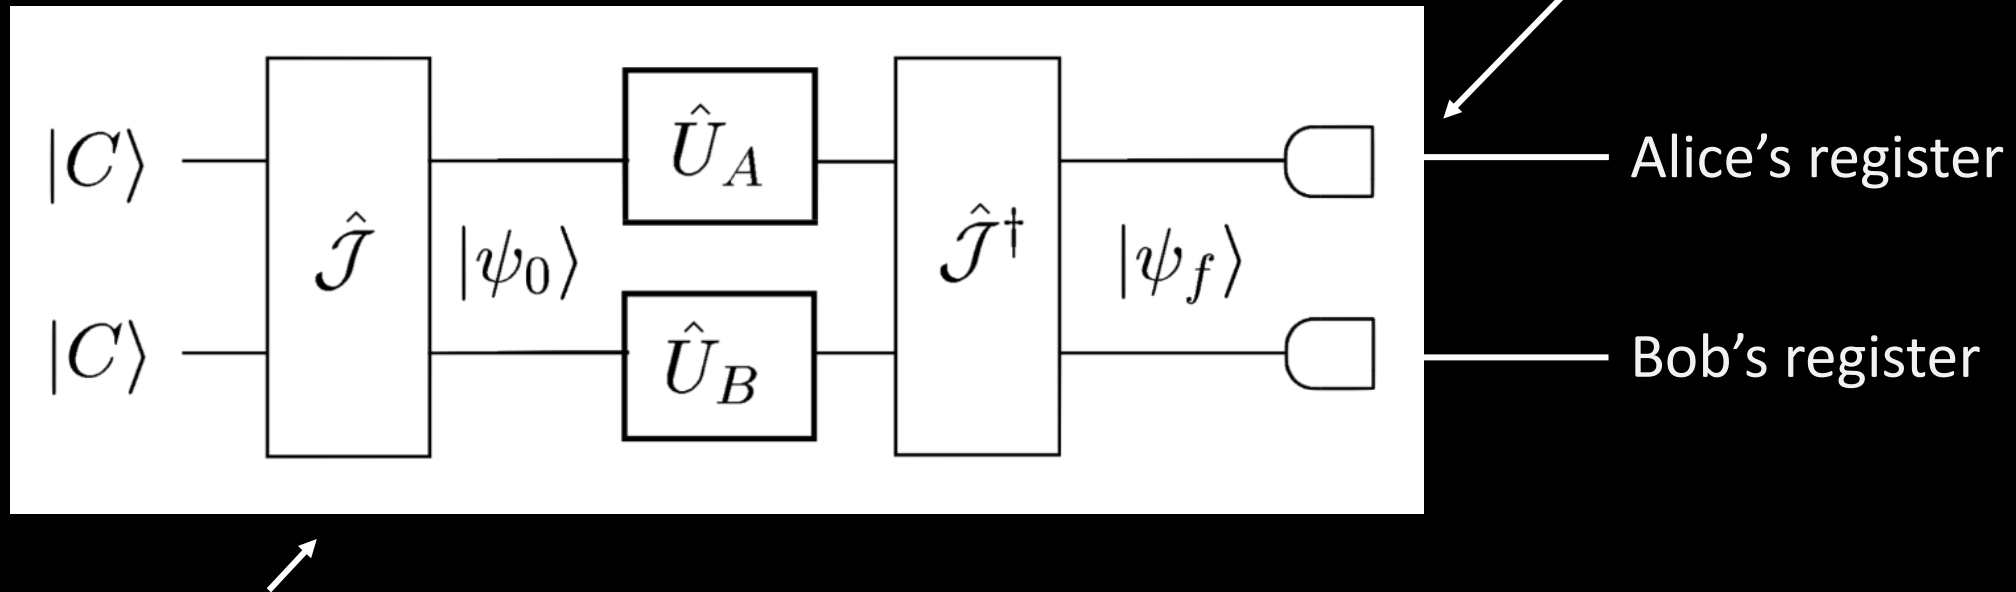 |C⟩
Ĵ
|ψ₀⟩
Û_A
Ĵ†
|ψ_f⟩
Alice's register
|C⟩
Û_B
Bob's register